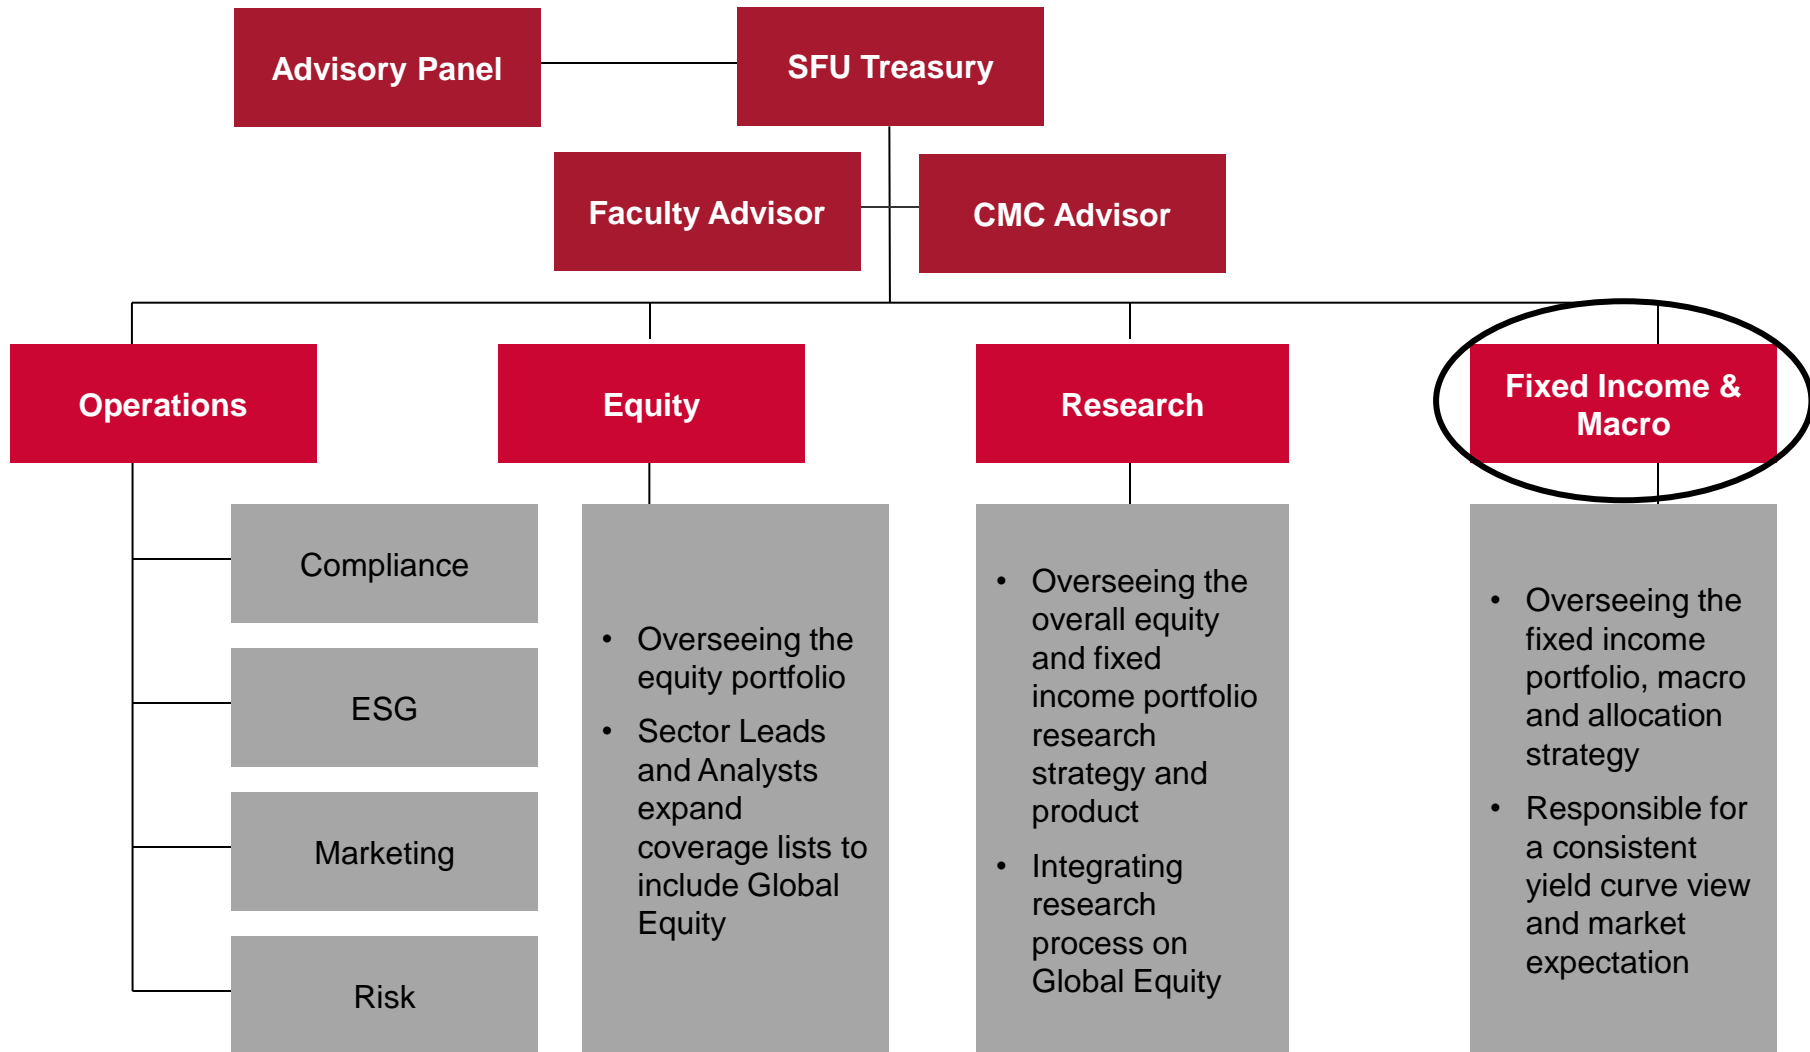 Advisory Panel
SFU Treasury
Faculty Advisor
CMC Advisor
Operations
Equity
Research
Fixed Income &
Macro
Compliance
ESG
Marketing
Risk
• Overseeing the
equity portfolio
• Sector Leads
and Analysts
expand
coverage lists to
include Global
Equity
• Overseeing the
overall equity
and fixed
income portfolio
research
strategy and
product
• Integrating
research
process on
Global Equity
• Overseeing the
fixed income
portfolio, macro
and allocation
strategy
• Responsible for
a consistent
yield curve view
and market
expectation